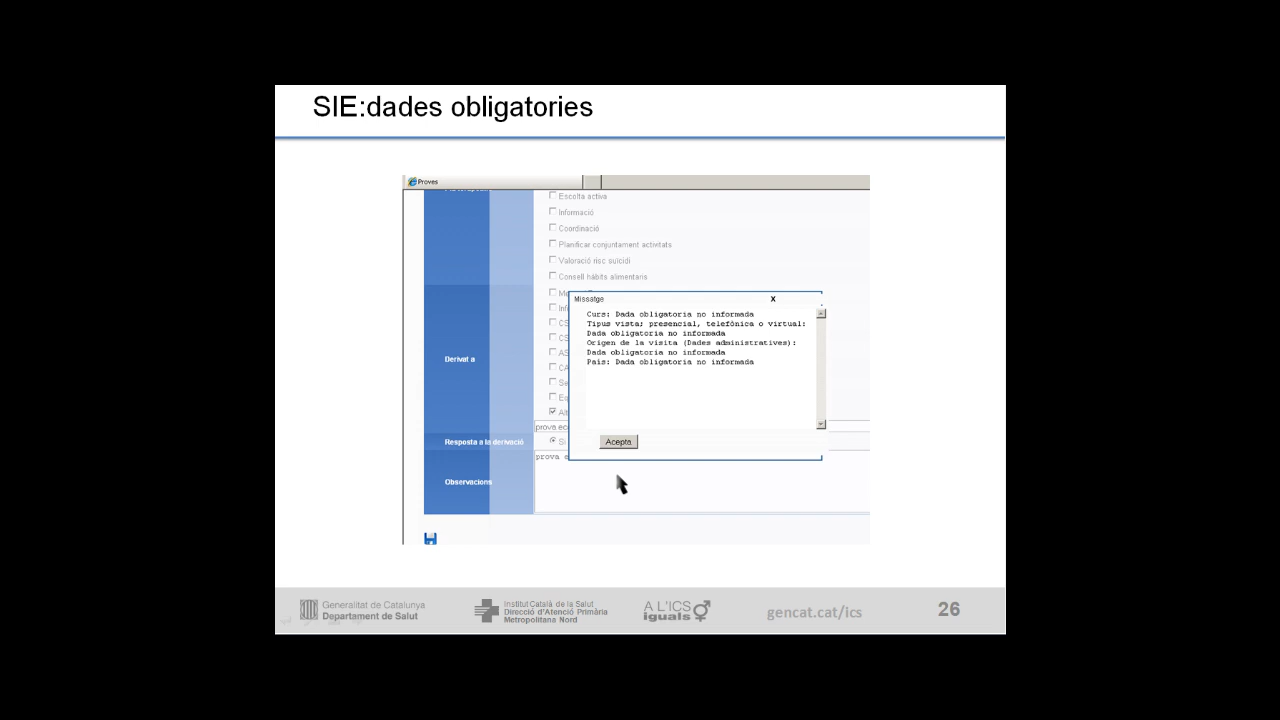 SIE:dades obligatories
Proves
Escolta activa
Informació
Coordinació
Planificar conjuntament activitats
Valoració risc suïcidi
Consell hàbits alimentaris
Missatge
X
Curs: Dada obligatoria no informada
Tipus vista; presencial, telefònica o virtual:
Dada obligatoria no informada
Origen de la visita (Dades administratives):
Dada obligatoria no informada
País: Dada obligatoria no informada
Derivat a
Acepta
Resposta a la derivació
prova
Observacions
Generalitat de Catalunya
Departament de Salut
Institut Català de la Salut
Direcció d'Atenció Primària
Metropolitana Nord
A L'ICS
iguals
gencat.cat/ics
26